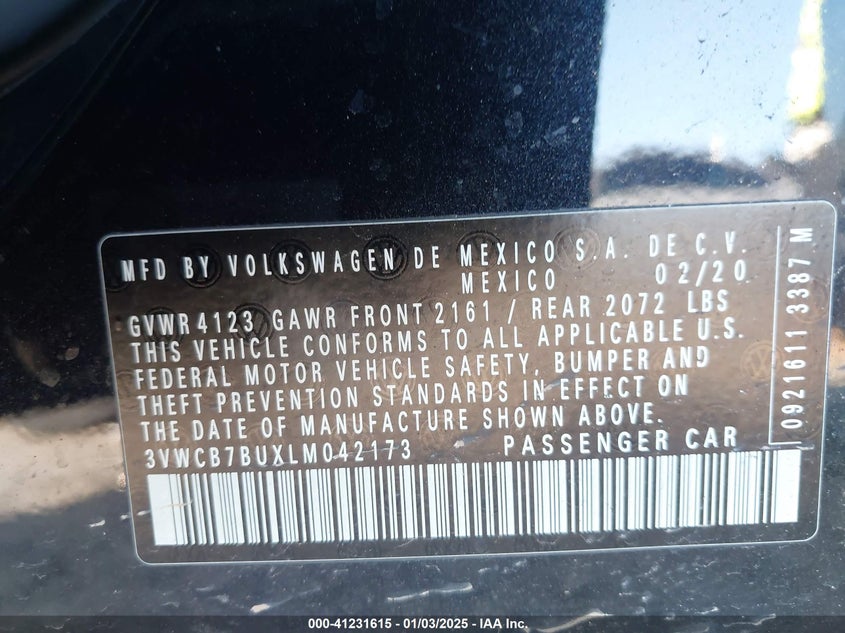 MFD BY VOLKSWAGEN DE MEXICO S.A. DE C.V.
MEXICO 02/20
GVWR 4123 GAWR FRONT 2161 / REAR 2072 LBS
THIS VEHICLE CONFORMS TO ALL APPLICABLE U.S.
FEDERAL MOTOR VEHICLE SAFETY, BUMPER AND
THEFT PREVENTION STANDARDS IN EFFECT ON
THE DATE OF MANUFACTURE SHOWN ABOVE.
3VWCB7BUXLM042173 PASSENGER CAR
0921611 3387 M
000-41231615 - 01/03/2025 - IAA Inc.